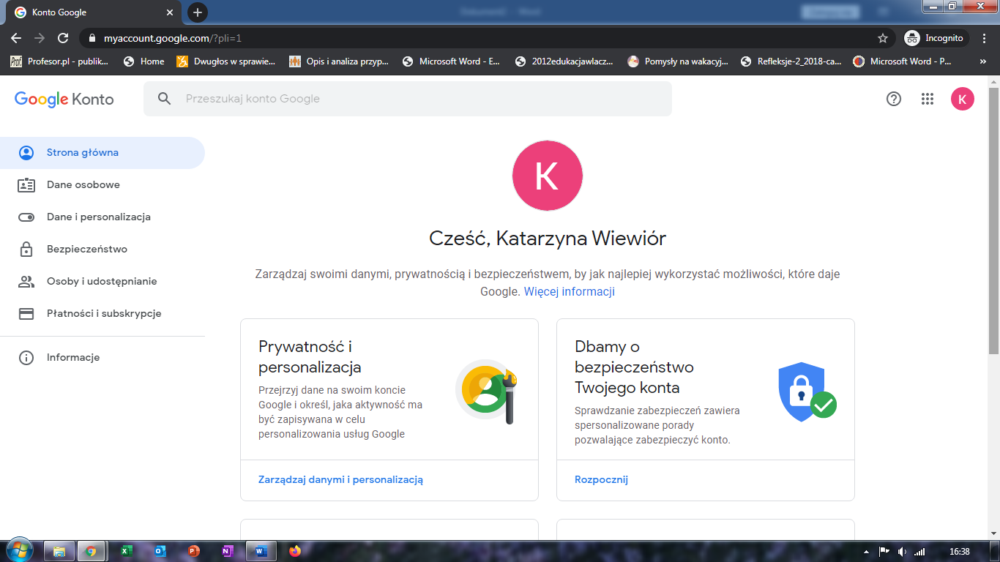 Konto Google
myaccount.google.com/?pli=1
Incognito
Profesor.pl - publik...
Home
Dwugłos w sprawie...
Opis i analiza przyp...
Microsoft Word - E...
2012edukacjawlacz...
Pomysły na wakacyj...
Refleksje-2_2018-ca...
Microsoft Word - P...
»
Google Konto
Przeszukaj konto Google
K
Strona główna
Dane osobowe
Dane i personalizacja
Bezpieczeństwo
Osoby i udostępnianie
Płatności i subskrypcje
Informacje
K
Cześć, Katarzyna Wiewiór
Zarządzaj swoimi danymi, prywatnością i bezpieczeństwem, by jak najlepiej wykorzystać możliwości, które daje
Google. Więcej informacji
Prywatność i
personalizacja
Przejrzyj dane na swoim koncie
Google i określ, jaka aktywność ma
być zapisywana w celu
personalizowania usług Google
Zarządzaj danymi i personalizacją
Dbamy o
bezpieczeństwo
Twojego konta
Sprawdzanie zabezpieczeń zawiera
spersonalizowane porady
pozwalające zabezpieczyć konto.
Rozpocznij
16:38